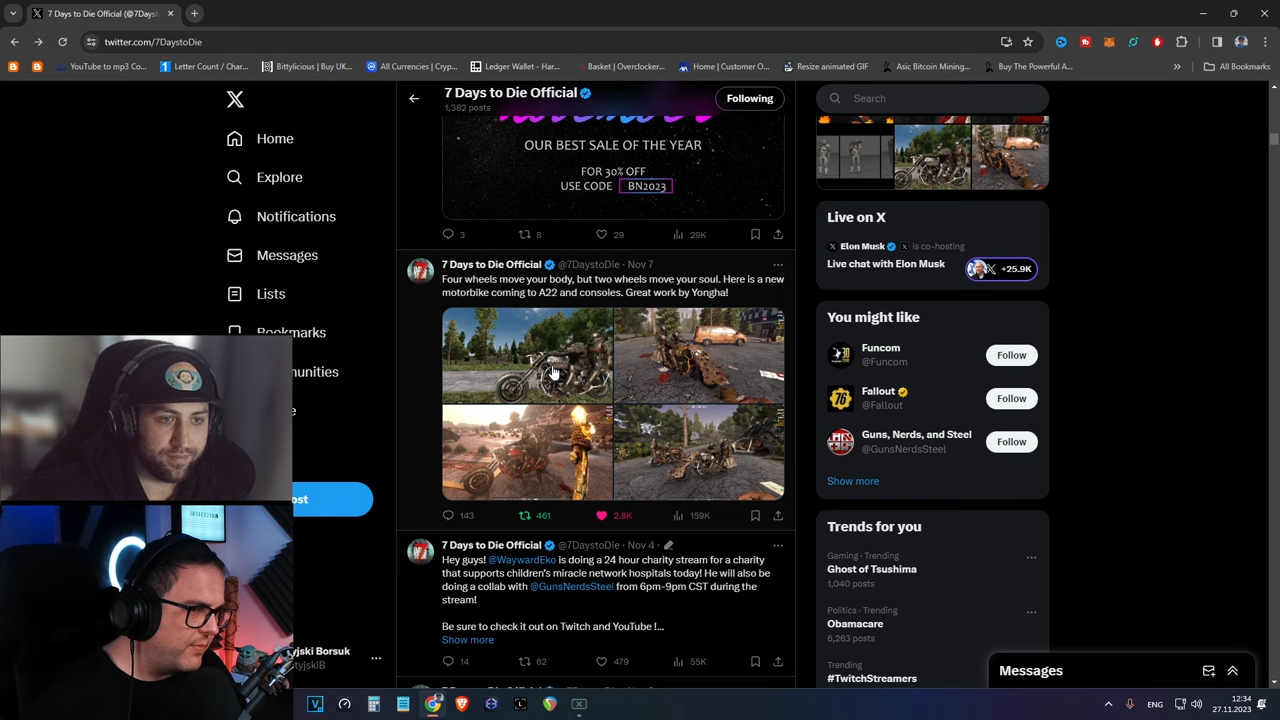 7 Days to Die Official (@7Days
twitter.com/7DaystoDie
YouTube to mp3 Co...
Letter Count / Char...
Bittylicious | Buy UK...
All Currencies | Cryp...
Ledger Wallet - Har...
Basket | Overclocker...
Home | Customer O...
Resize animated GIF
Asic Bitcoin Mining...
Buy The Powerful A...
All Bookmarks
Home
Explore
Notifications
Messages
Lists
Bookmarks
7 Days to Die Official
1,382 posts
Following
OUR BEST SALE OF THE YEAR
FOR 30% OFF
USE CODE BN2023
3 8 29 29K
7 Days to Die Official @7DaystoDie · Nov 7
Four wheels move your body, but two wheels move your soul. Here is a new
motorbike coming to A22 and consoles. Great work by Yongha!
143 461 2.8K 159K
7 Days to Die Official @7DaystoDie · Nov 4 ·
Hey guys! @WaywardEko is doing a 24 hour charity stream for a charity
that supports children's miracle network hospitals today! He will also be
doing a collab with @GunsNerdsSteel from 6pm-9pm CST during the
stream!
Be sure to check it out on Twitch and YouTube !...
Show more
14 62 479 55K
Search
Live on X
Elon Musk is co-hosting
Live chat with Elon Musk
+25.9K
You might like
Funcom
@Funcom
Follow
Fallout
@Fallout
Follow
Guns, Nerds, and Steel
@GunsNerdsSteel
Follow
Show more
Trends for you
Gaming · Trending
Ghost of Tsushima
1,040 posts
Politics · Trending
Obamacare
6,263 posts
Trending
#TwitchStreamers
Messages
yjski Borsuk
tyjskiB
ENG
12:34
27.11.2023